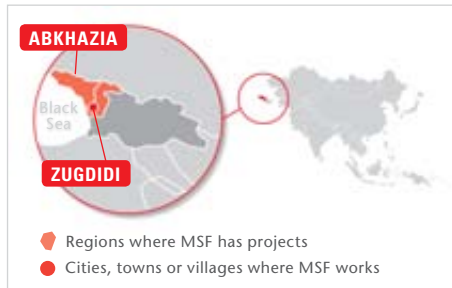 ABKHAZIA
Black
Sea
ZUGDIDI
Regions where MSF has projects
Cities, towns or villages where MSF works